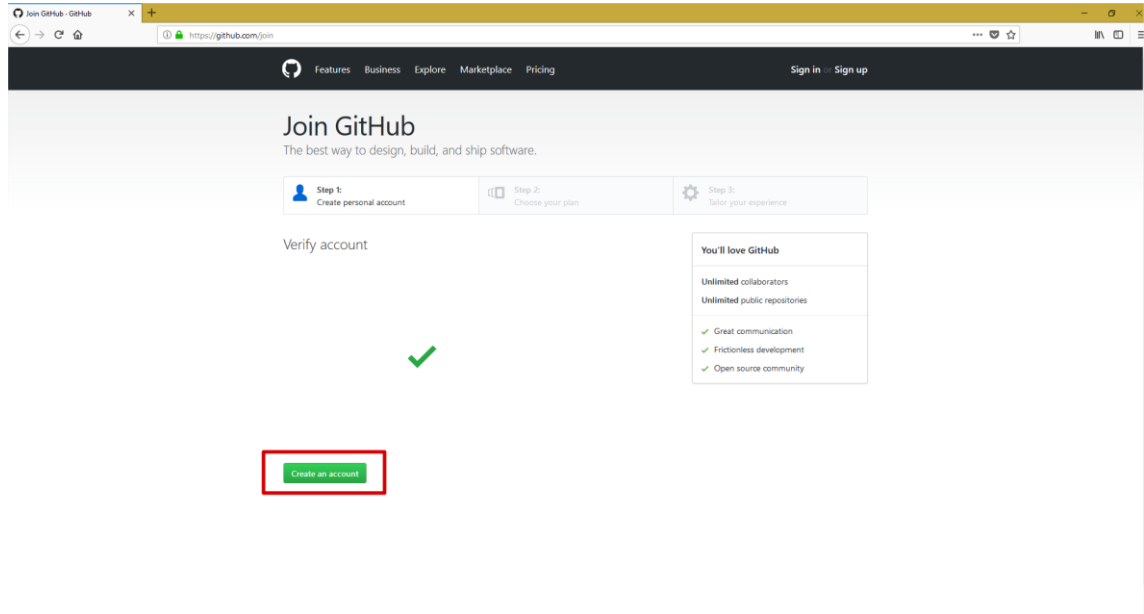 Join GitHub · GitHub
https://github.com/join
Features Business Explore Marketplace Pricing
Sign in or Sign up
Join GitHub
The best way to design, build, and ship software.
Step 1:
Create personal account
Step 2:
Choose your plan
Step 3:
Tailor your experience
Verify account
You'll love GitHub
Unlimited collaborators
Unlimited public repositories
Great communication
Frictionless development
Open source community
Create an account